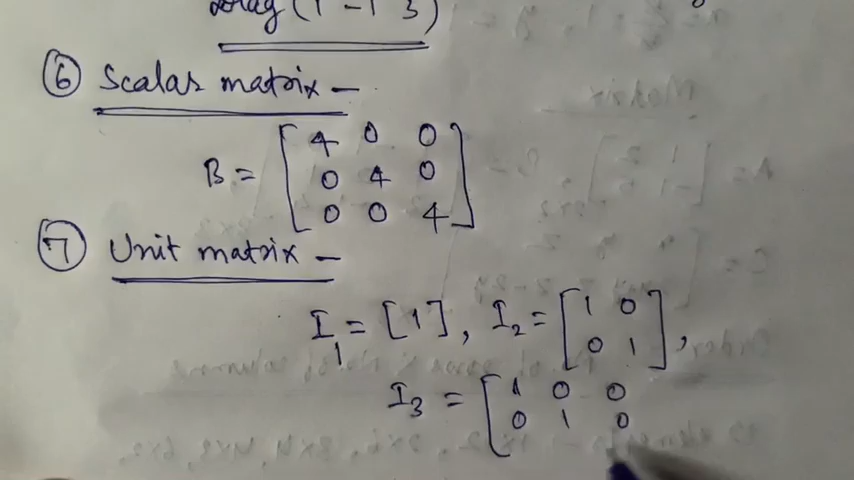 (1 -1 3)
⑥ Scalar matrix -
B = [4 0 0
0 4 0
0 0 4]
⑦ Unit matrix -
I₁ = [1], I₂ = [1 0
0 1],
I₃ = [1 0 0
0 1 0